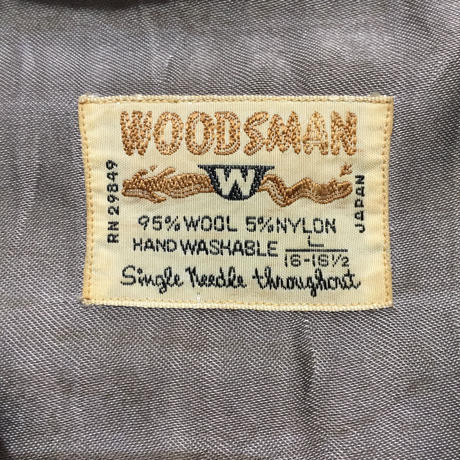 WOODSMAN
W
RN 29849
JAPAN
95% WOOL 5% NYLON
HAND WASHABLE L
16-16½
Single Needle throughout